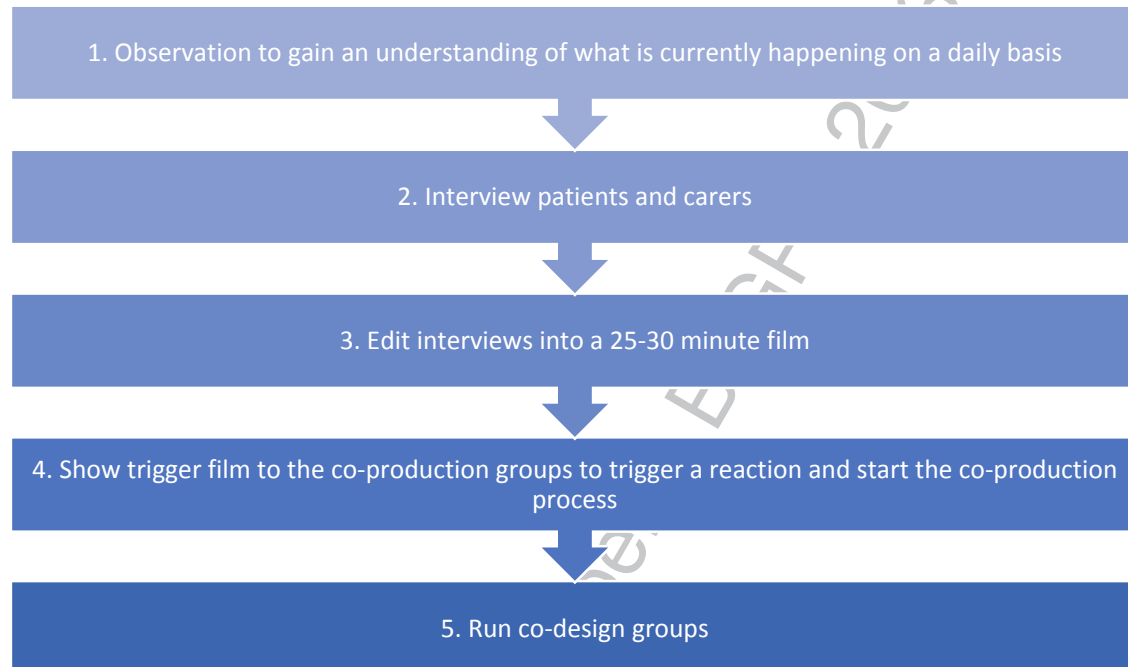 1. Observation to gain an understanding of what is currently happening on a daily basis
2. Interview patients and carers
3. Edit interviews into a 25-30 minute film
4. Show trigger film to the co-production groups to trigger a reaction and start the co-production
process
5. Run co-design groups